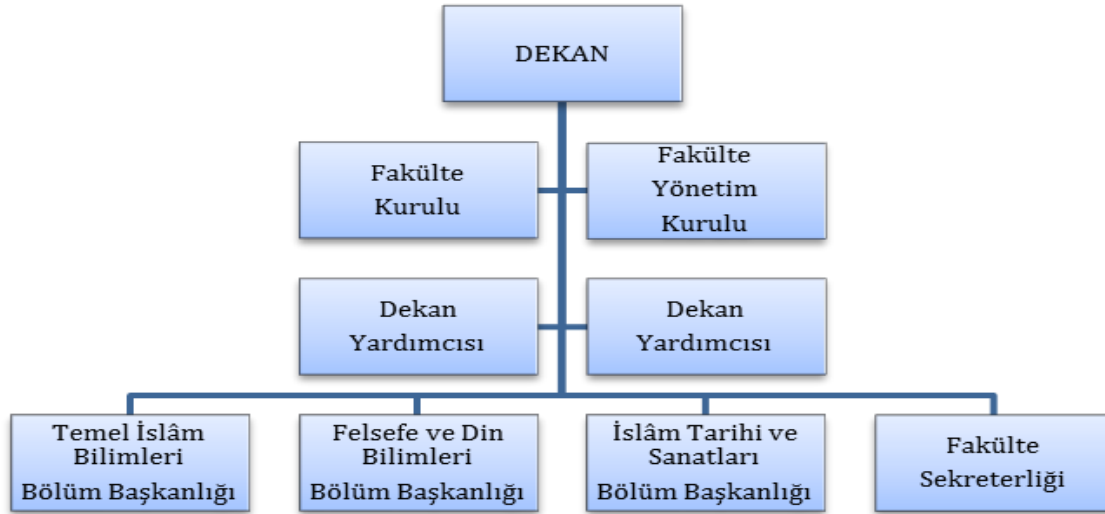 DEKAN
Fakülte
Kurulu
Fakülte
Yönetim
Kurulu
Dekan
Yardımcısı
Dekan
Yardımcısı
Temel İslâm
Bilimleri
Bölüm Başkanlığı
Felsefe ve Din
Bilimleri
Bölüm Başkanlığı
İslâm Tarihi ve
Sanatları
Bölüm Başkanlığı
Fakülte
Sekreterliği